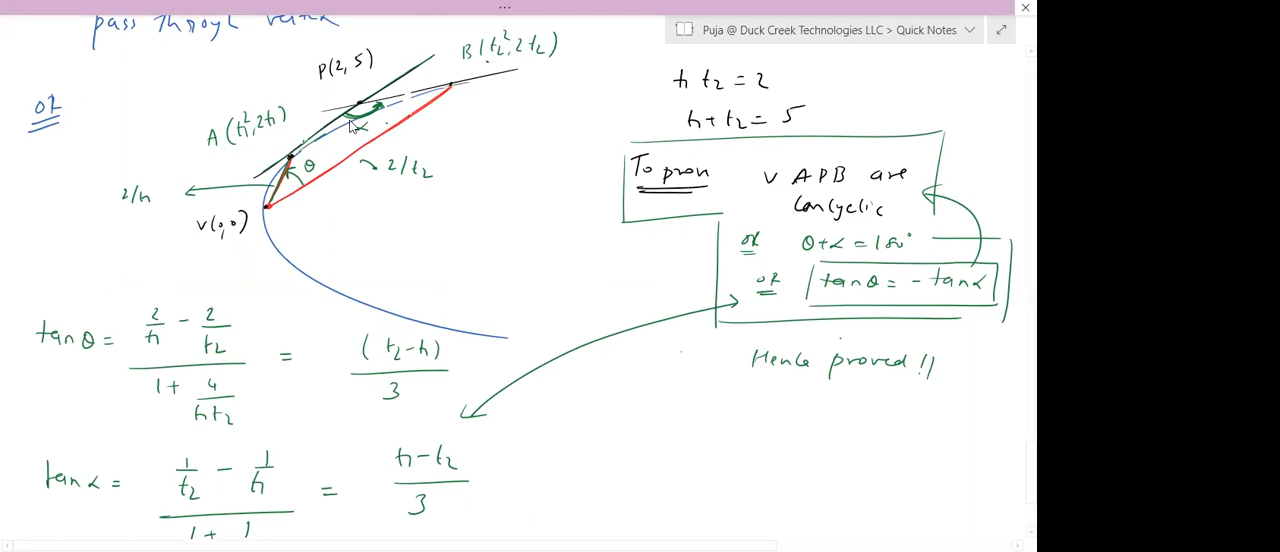 pass through vertex
or
P(2, 5)
B(t₂², 2t₂)
A(t₁², 2t₁)
α
θ
2/t₂
2/t₁
V(0,0)
Puja @ Duck Creek Technologies LLC > Quick Notes
t₁ t₂ = 2
t₁ + t₂ = 5
To prove V A P B are
concyclic
or θ+α = 180°
or tanθ = - tanα
Hence proved !!
tanθ = (2/t₁ - 2/t₂) / (1 + 4/(t₁t₂)) = (t₂-t₁)/3
tanα = (1/t₂ - 1/t₁) / (1 + 1 = (t₁-t₂)/3